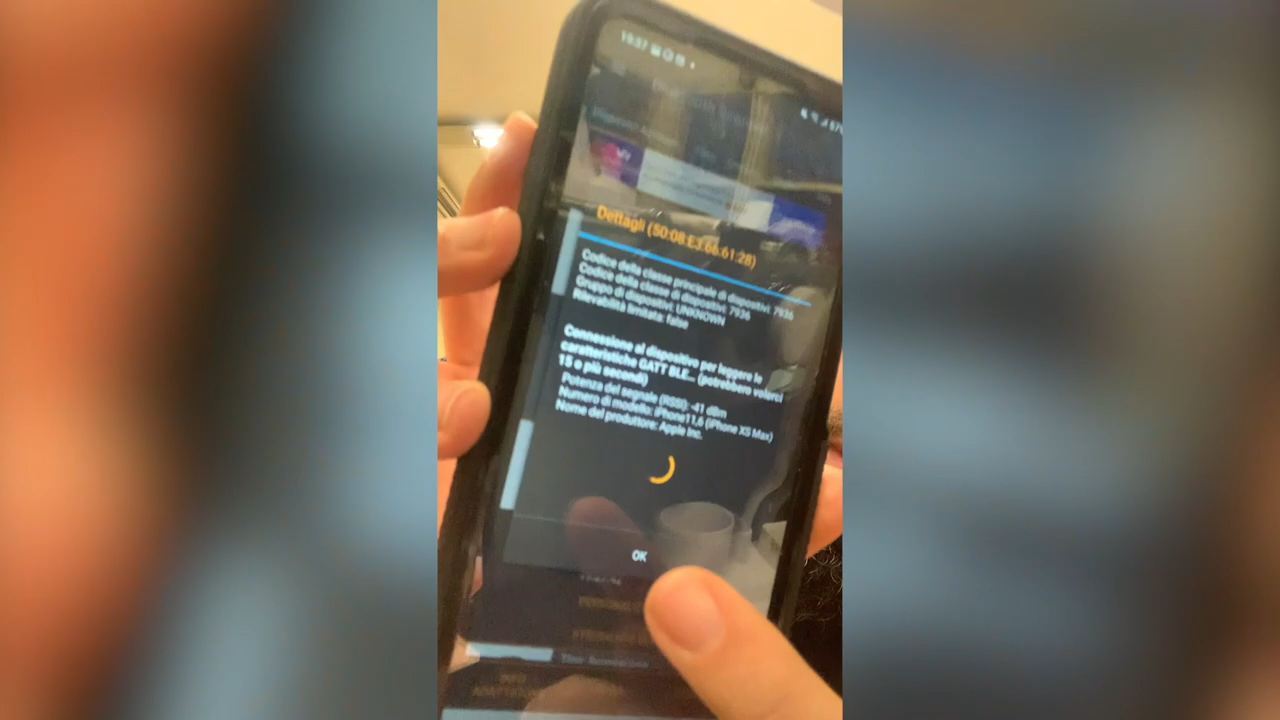 19:37
Dettagli (50:08:E3:66:61:28)
Codice della classe principale di dispositivi: 7936
Codice della classe di dispositivi: 7936
Gruppo di dispositivi: UNKNOWN
Rilevabilità limitata: false
Connessione al dispositivo per leggere le
caratteristiche GATT BLE... (potrebbero volerci
15 o più secondi)
Potenza del segnale (RSSI): -41 dBm
Numero di modello: iPhone11,6 (iPhone XS Max)
Nome del produttore: Apple Inc.
OK